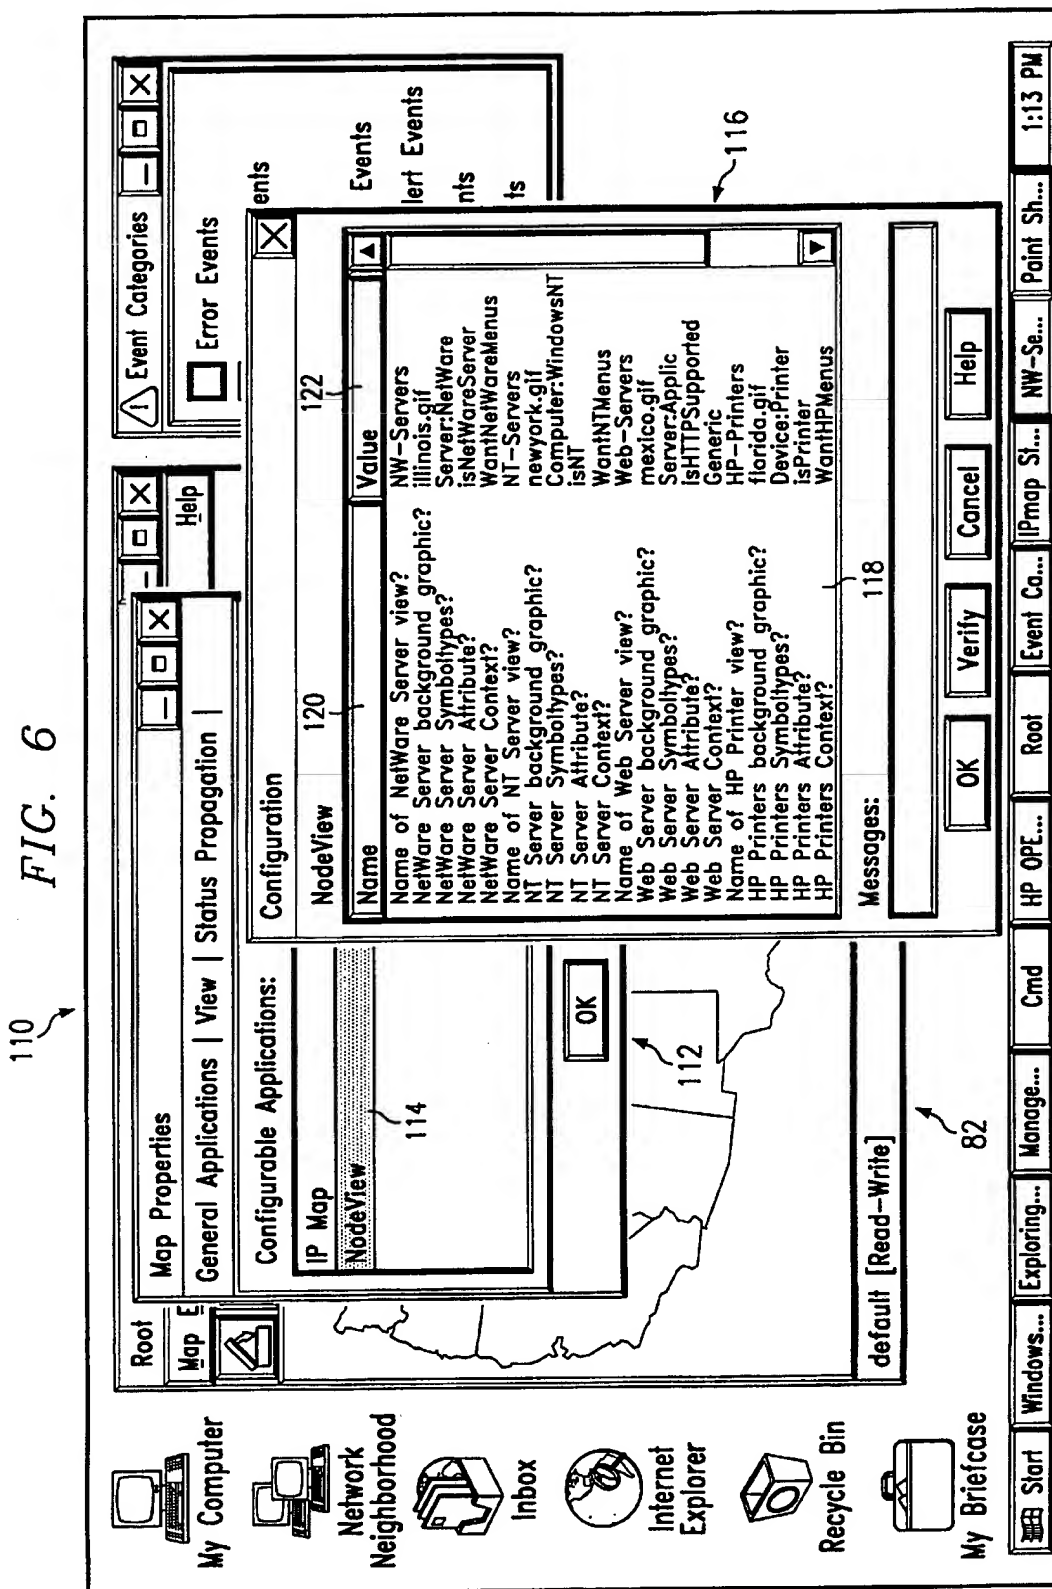 FIG. 6
110
My Computer
Network
Neighborhood
Inbox
Internet
Explorer
Recycle Bin
My Briefcase
Root
Map E
Help
default [Read-Write]
82
Map Properties
General Applications | View | Status Propagation |
Configurable Applications:
IP Map
NodeView
114
OK
112
Event Categories
Error Events
ents
Events
lert Events
nts
ts
Configuration
NodeView
120
122
116
Name Value
Name of NetWare Server view? NW-Servers
NetWare Server background graphic? illinois.gif
NetWare Server Symboltypes? Server:NetWare
NetWare Server Attribute? isNetWareServer
NetWare Server Context? WantNetWareMenus
Name of NT Server view? NT-Servers
NT Server background graphic? newyork.gif
NT Server Symboltypes? Computer:WindowsNT
NT Server Attribute? isNT
NT Server Context? WantNTMenus
Name of Web Server view? Web-Servers
Web Server background graphic? mexico.gif
Web Server Symboltypes? Server:Applic
Web Server Attribute? isHTTPSupported
Web Server Context? Generic
Name of HP Printer view? HP-Printers
HP Printers background graphic? florida.gif
HP Printers Symboltypes? Device:Printer
HP Printers Attribute? isPrinter
HP Printers Context? WantHPMenus
118
Messages:
OK Verify Cancel Help
Start Windows... Exploring... Manage... Cmd HP OPE... Root Event Ca... IPmap St... NW-Se... Paint Sh... 1:13 PM